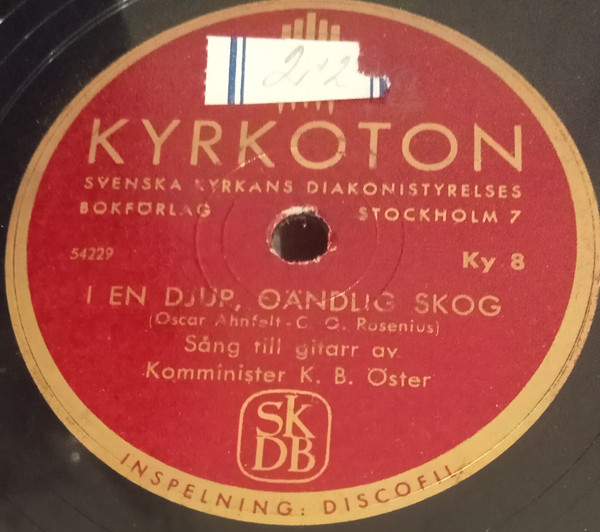 KYRKOTON
SVENSKA KYRKANS DIAKONISTYRELSES
BOKFÖRLAG STOCKHOLM 7
54229 Ky 8
I EN DJUP, OÄNDLIG SKOG
(Oscar Ahnfelt - C. O. Rosenius)
Sång till gitarr av
Komminister K. B. Öster
SK
DB
INSPELNING: DISCOFIL